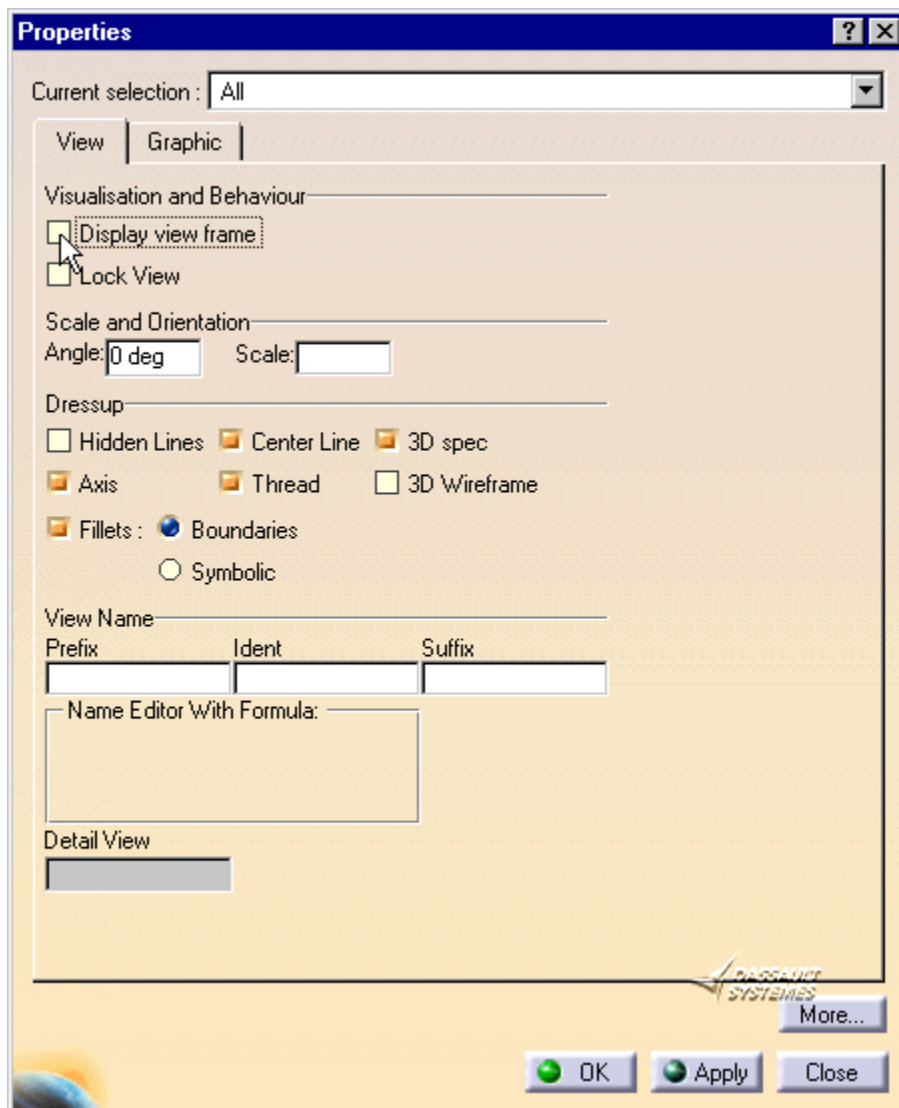 Properties
Current selection : All
View Graphic
Visualisation and Behaviour
Display view frame
Lock View
Scale and Orientation
Angle: 0 deg Scale:
Dressup
Hidden Lines Center Line 3D spec
Axis Thread 3D Wireframe
Fillets : Boundaries
Symbolic
View Name
Prefix Ident Suffix
Name Editor With Formula:
Detail View
DASSAULT
SYSTEMES
More...
OK Apply Close